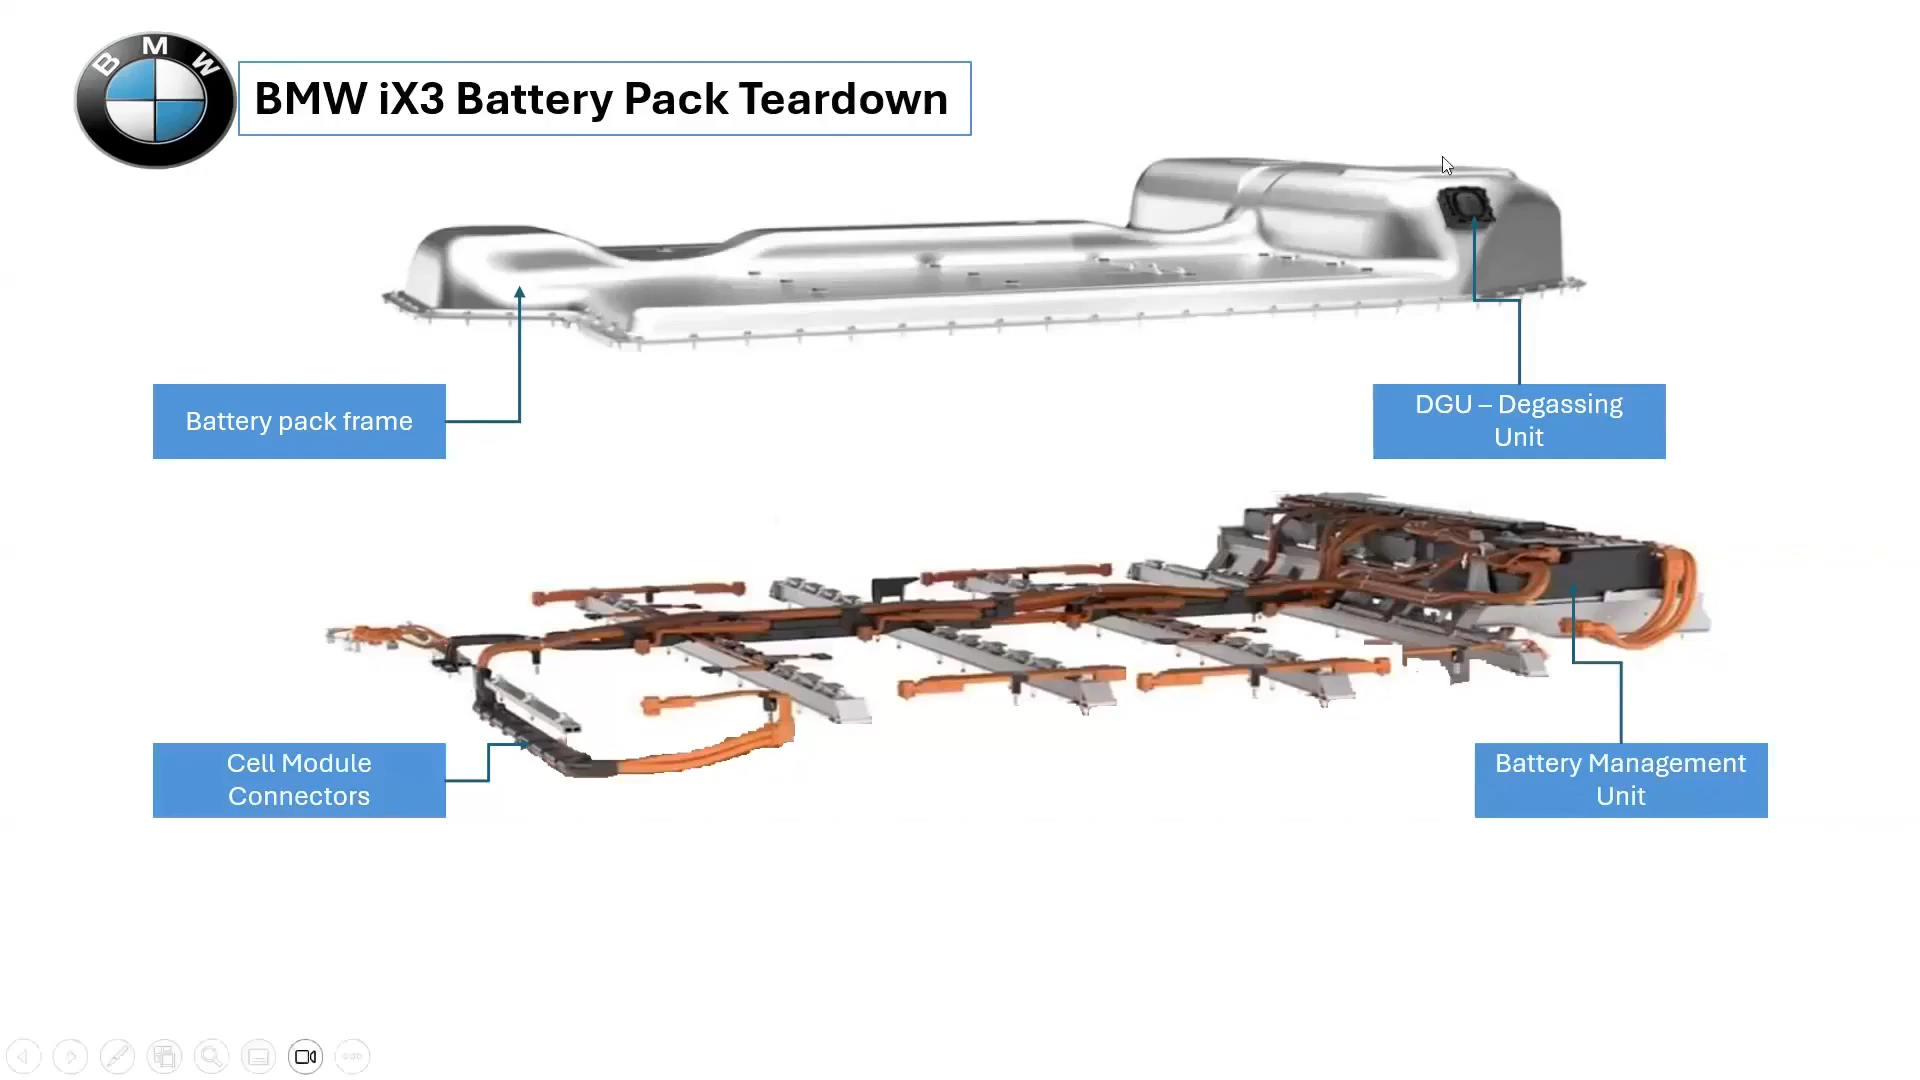 BMW
BMW iX3 Battery Pack Teardown
Battery pack frame
DGU – Degassing
Unit
Cell Module
Connectors
Battery Management
Unit